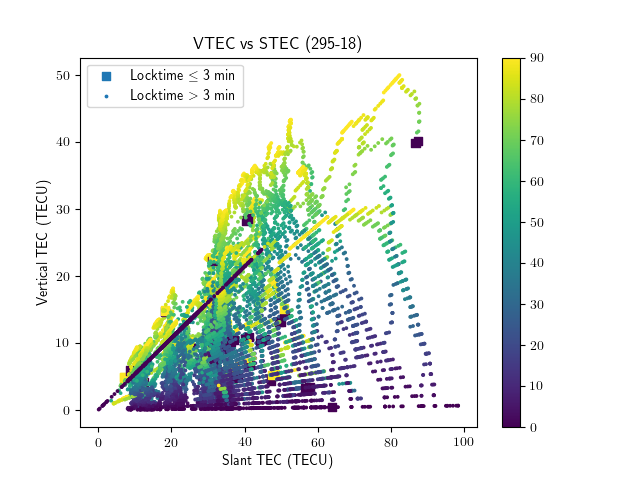 VTEC vs STEC (295-18)
Locktime ≤ 3 min
Locktime > 3 min
Vertical TEC (TECU)
50
40
30
20
10
0
0 20 40 60 80 100
Slant TEC (TECU)
90
80
70
60
50
40
30
20
10
0